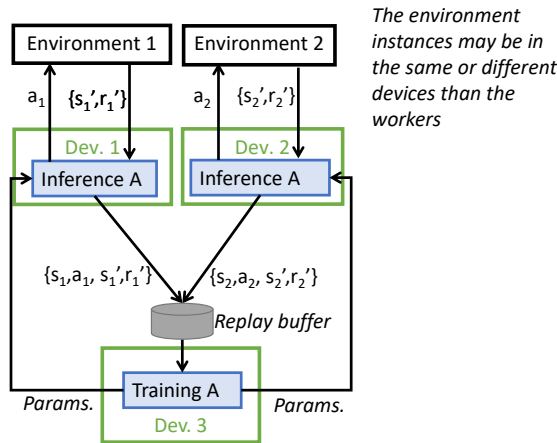 Environment 1
Environment 2
The environment
instances may be in
the same or different
devices than the
workers
a1
{s1',r1'}
a2
{s2',r2'}
Dev. 1
Dev. 2
Inference A
Inference A
{s1,a1, s1',r1'}
{s2,a2, s2',r2'}
Replay buffer
Training A
Params.
Params.
Dev. 3